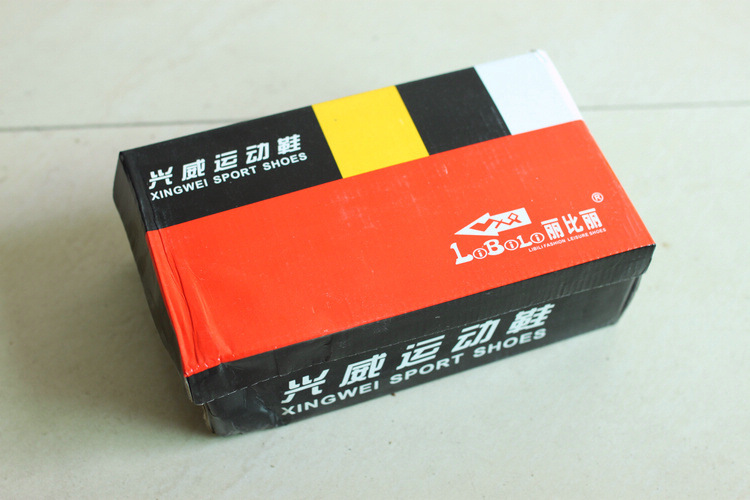 兴威运动鞋
XINGWEI SPORT SHOES
LiBiLi 丽比丽 ®
LIBILI FASHION LEISURE SHOES
兴威运动鞋
XINGWEI SPORT SHOES